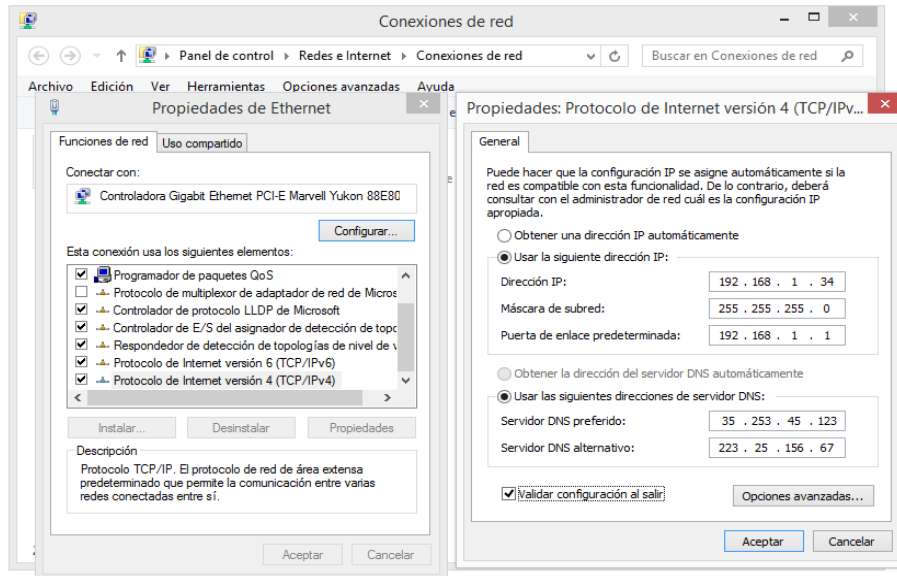 Conexiones de red
Panel de control Redes e Internet Conexiones de red
Buscar en Conexiones de red
Archivo Edición Ver Herramientas Opciones avanzadas Ayuda
Propiedades de Ethernet
Funciones de red Uso compartido
Conectar con:
Controladora Gigabit Ethernet PCI-E Marvell Yukon 88E80
Configurar...
Esta conexión usa los siguientes elementos:
Programador de paquetes QoS
Protocolo de multiplexor de adaptador de red de Micros
Controlador de protocolo LLDP de Microsoft
Controlador de E/S del asignador de detección de topo
Respondedor de detección de topologías de nivel de v
Protocolo de Internet versión 6 (TCP/IPv6)
Protocolo de Internet versión 4 (TCP/IPv4)
Instalar... Desinstalar Propiedades
Descripción
Protocolo TCP/IP. El protocolo de red de área extensa
predeterminado que permite la comunicación entre varias
redes conectadas entre sí.
Aceptar Cancelar
Propiedades: Protocolo de Internet versión 4 (TCP/IPv...
General
Puede hacer que la configuración IP se asigne automáticamente si la
red es compatible con esta funcionalidad. De lo contrario, deberá
consultar con el administrador de red cuál es la configuración IP
apropiada.
Obtener una dirección IP automáticamente
Usar la siguiente dirección IP:
Dirección IP: 192 . 168 . 1 . 34
Máscara de subred: 255 . 255 . 255 . 0
Puerta de enlace predeterminada: 192 . 168 . 1 . 1
Obtener la dirección del servidor DNS automáticamente
Usar las siguientes direcciones de servidor DNS:
Servidor DNS preferido: 35 . 253 . 45 . 123
Servidor DNS alternativo: 223 . 25 . 156 . 67
Validar configuración al salir
Opciones avanzadas...
Aceptar Cancelar